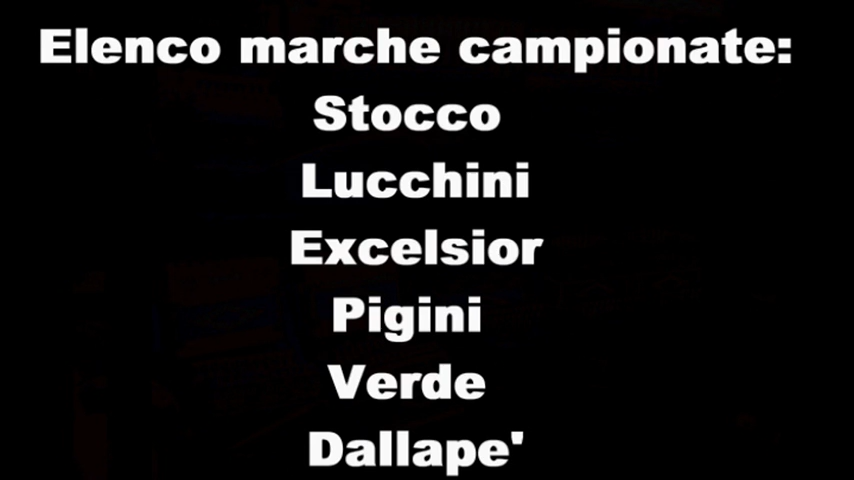 Elenco marche campionate:
Stocco
Lucchini
Excelsior
Pigini
Verde
Dallape'